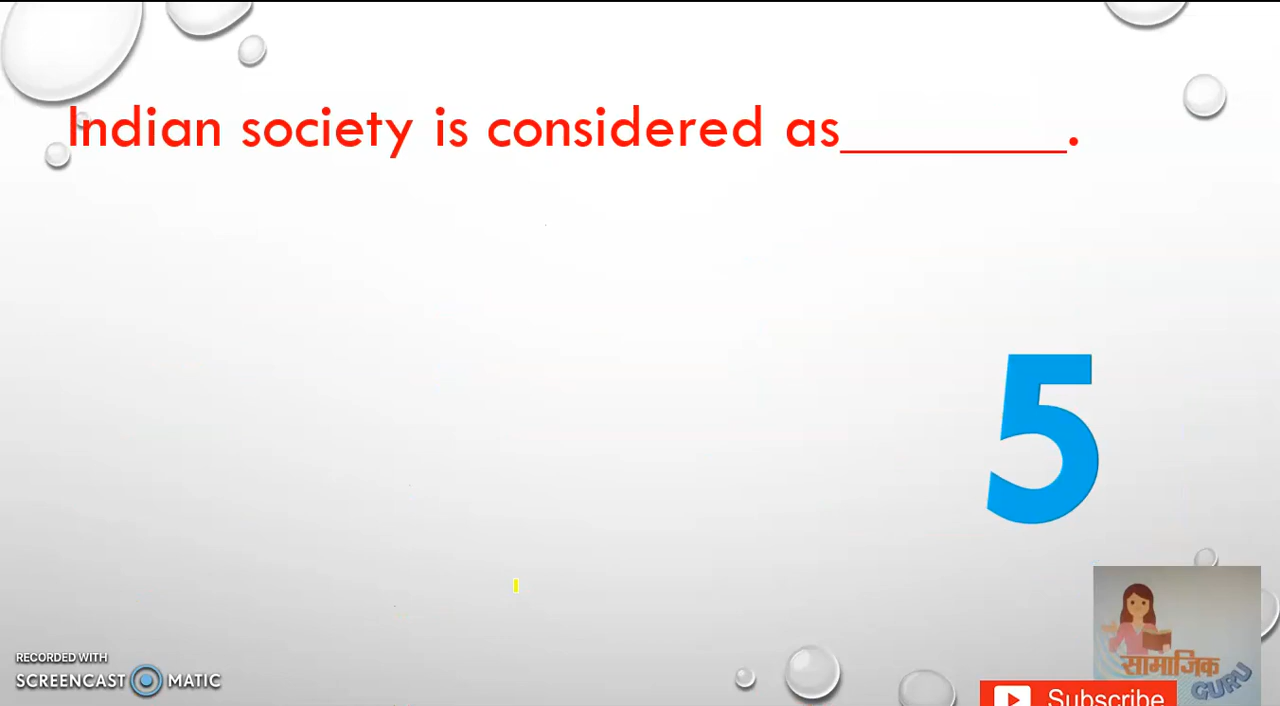 Indian society is considered as________.
5
सामाजिक
GURU
RECORDED WITH
SCREENCAST MATIC
Subscribe